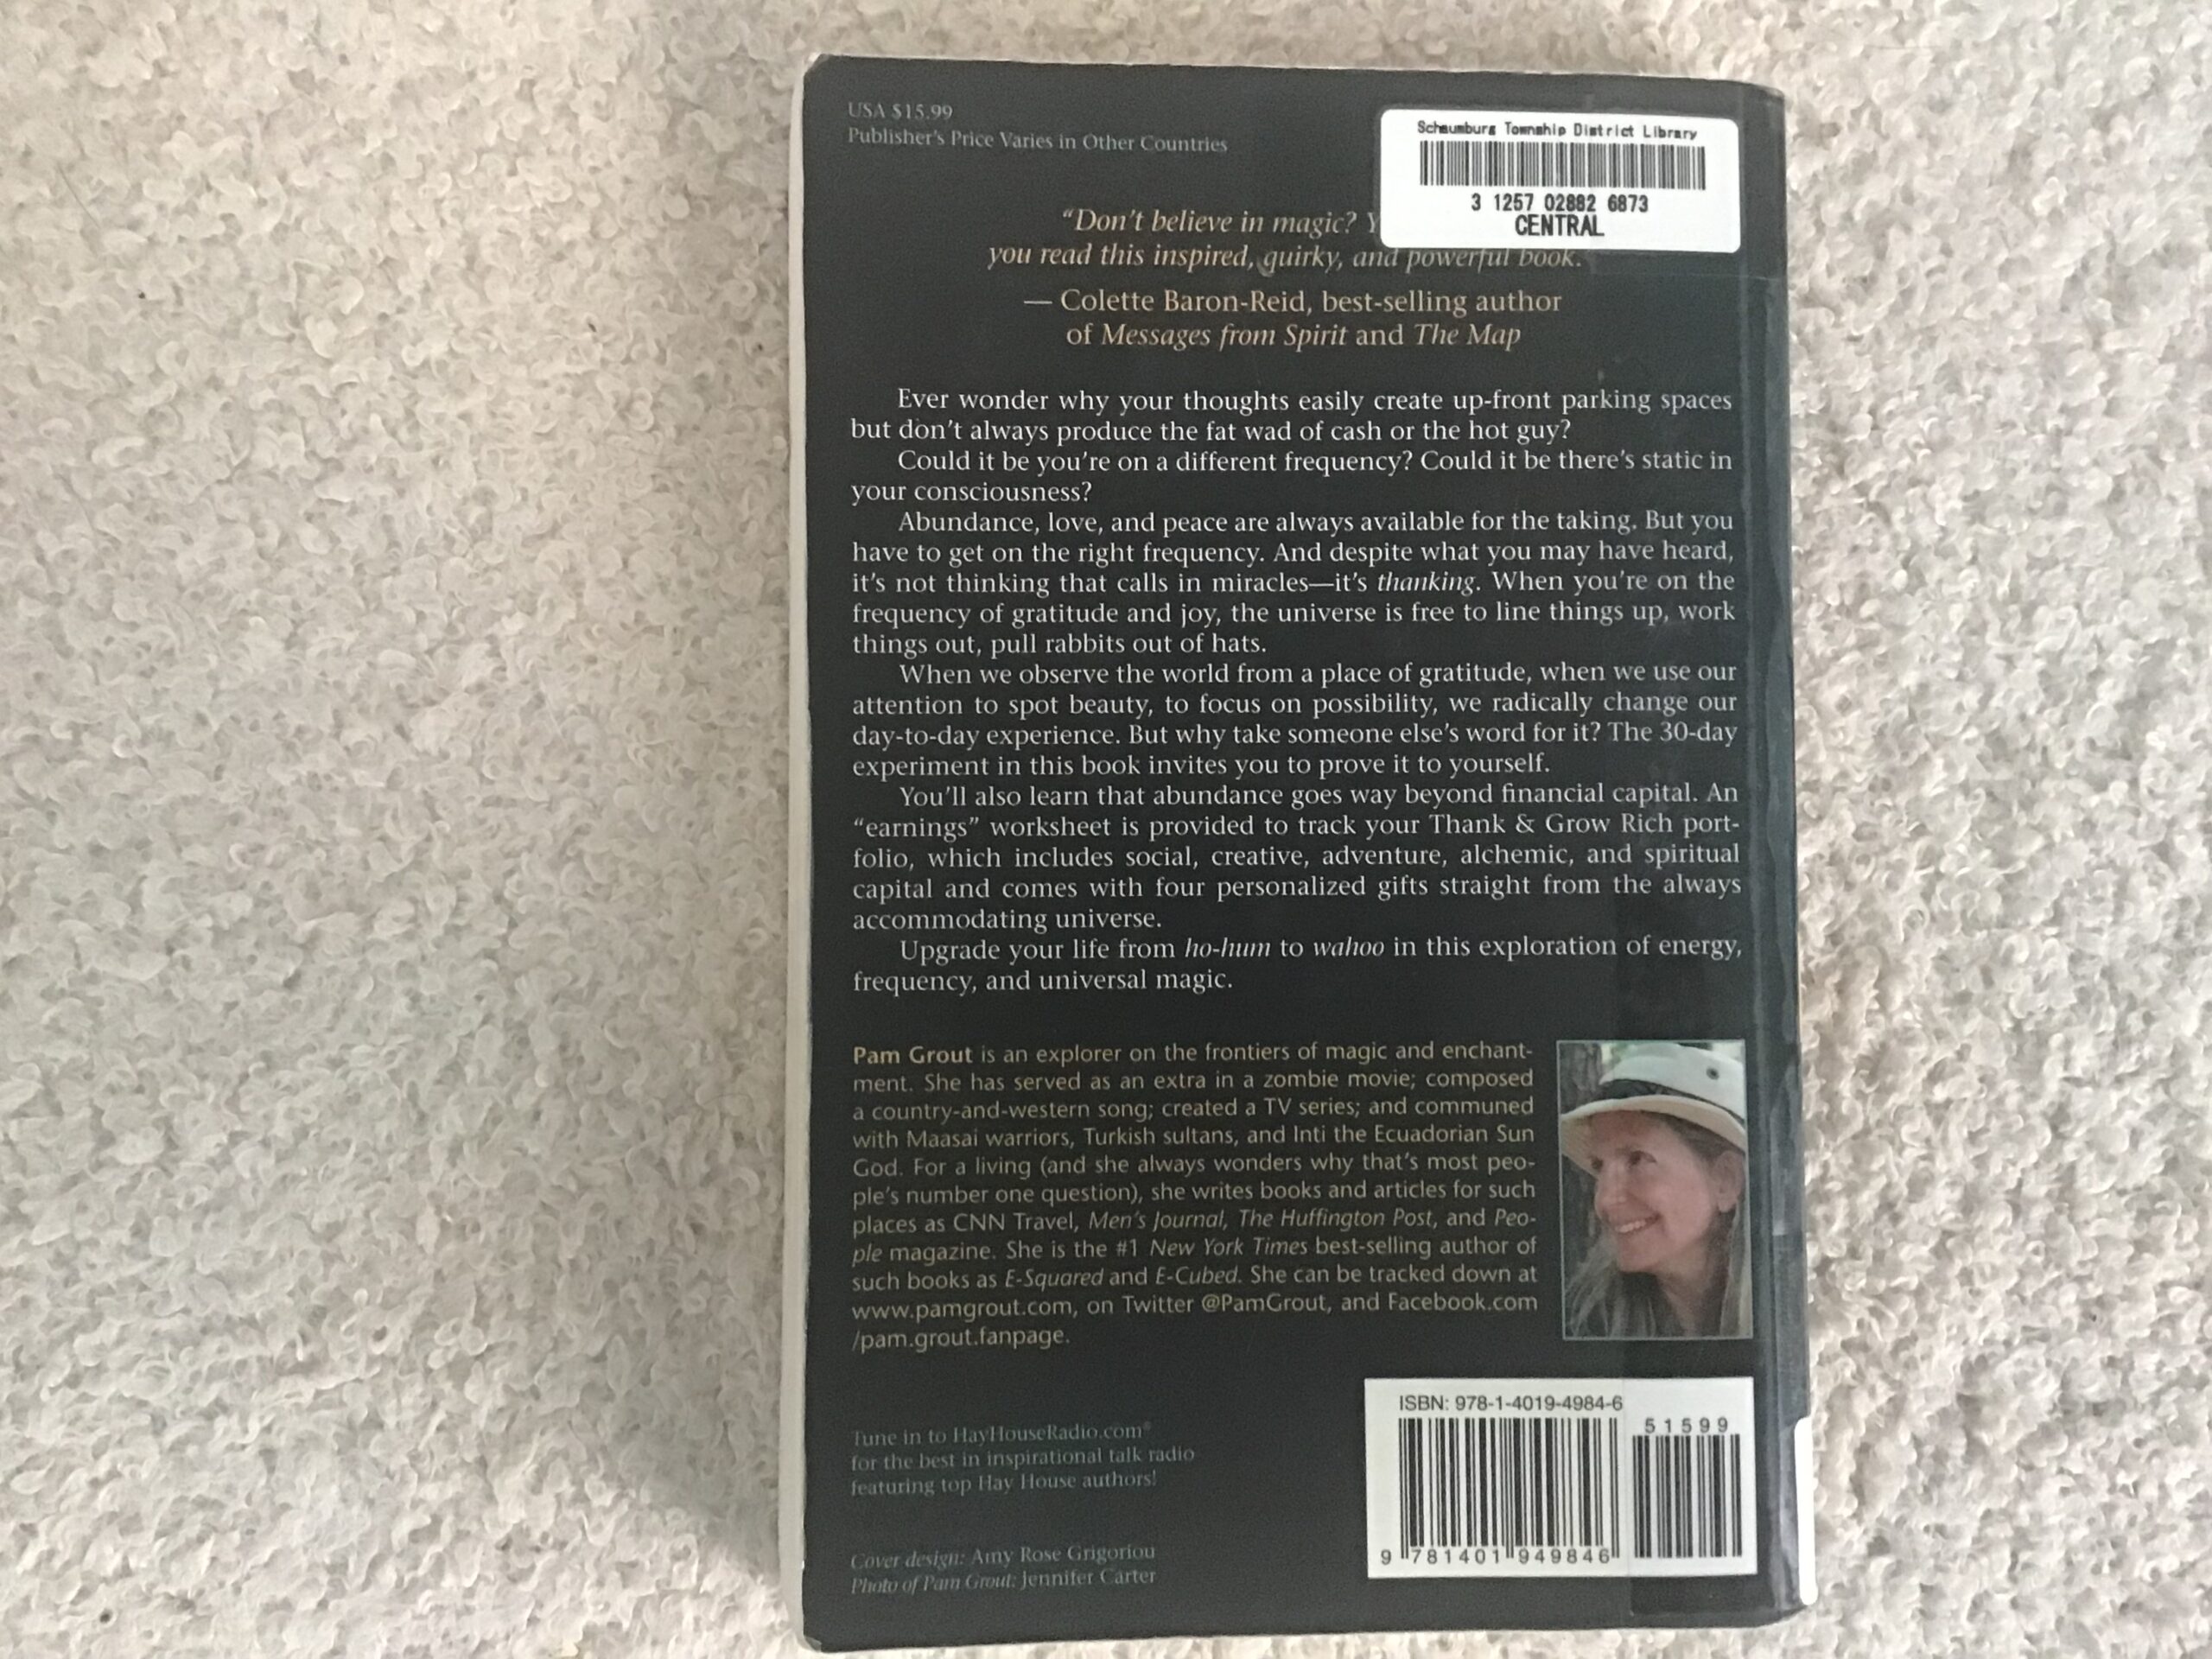 USA $15.99
Publisher's Price Varies in Other Countries
Schaumburg Township District Library
3 1257 02882 6873
CENTRAL
"Don't believe in magic? Y
you read this inspired, quirky, and powerful book.
— Colette Baron-Reid, best-selling author
of Messages from Spirit and The Map
Ever wonder why your thoughts easily create up-front parking spaces
but don't always produce the fat wad of cash or the hot guy?
Could it be you're on a different frequency? Could it be there's static in
your consciousness?
Abundance, love, and peace are always available for the taking. But you
have to get on the right frequency. And despite what you may have heard,
it's not thinking that calls in miracles—it's thanking. When you're on the
frequency of gratitude and joy, the universe is free to line things up, work
things out, pull rabbits out of hats.
When we observe the world from a place of gratitude, when we use our
attention to spot beauty, to focus on possibility, we radically change our
day-to-day experience. But why take someone else's word for it? The 30-day
experiment in this book invites you to prove it to yourself.
You'll also learn that abundance goes way beyond financial capital. An
"earnings" worksheet is provided to track your Thank & Grow Rich port-
folio, which includes social, creative, adventure, alchemic, and spiritual
capital and comes with four personalized gifts straight from the always
accommodating universe.
Upgrade your life from ho-hum to wahoo in this exploration of energy,
frequency, and universal magic.
Pam Grout is an explorer on the frontiers of magic and enchant-
ment. She has served as an extra in a zombie movie; composed
a country-and-western song; created a TV series; and communed
with Maasai warriors, Turkish sultans, and Inti the Ecuadorian Sun
God. For a living (and she always wonders why that's most peo-
ple's number one question), she writes books and articles for such
places as CNN Travel, Men's Journal, The Huffington Post, and Peo-
ple magazine. She is the #1 New York Times best-selling author of
such books as E-Squared and E-Cubed. She can be tracked down at
www.pamgrout.com, on Twitter @PamGrout, and Facebook.com
/pam.grout.fanpage.
Tune in to HayHouseRadio.com®
for the best in inspirational talk radio
featuring top Hay House authors!
Cover design: Amy Rose Grigoriou
Photo of Pam Grout: Jennifer Carter
ISBN: 978-1-4019-4984-6
51599
9 781401 949846